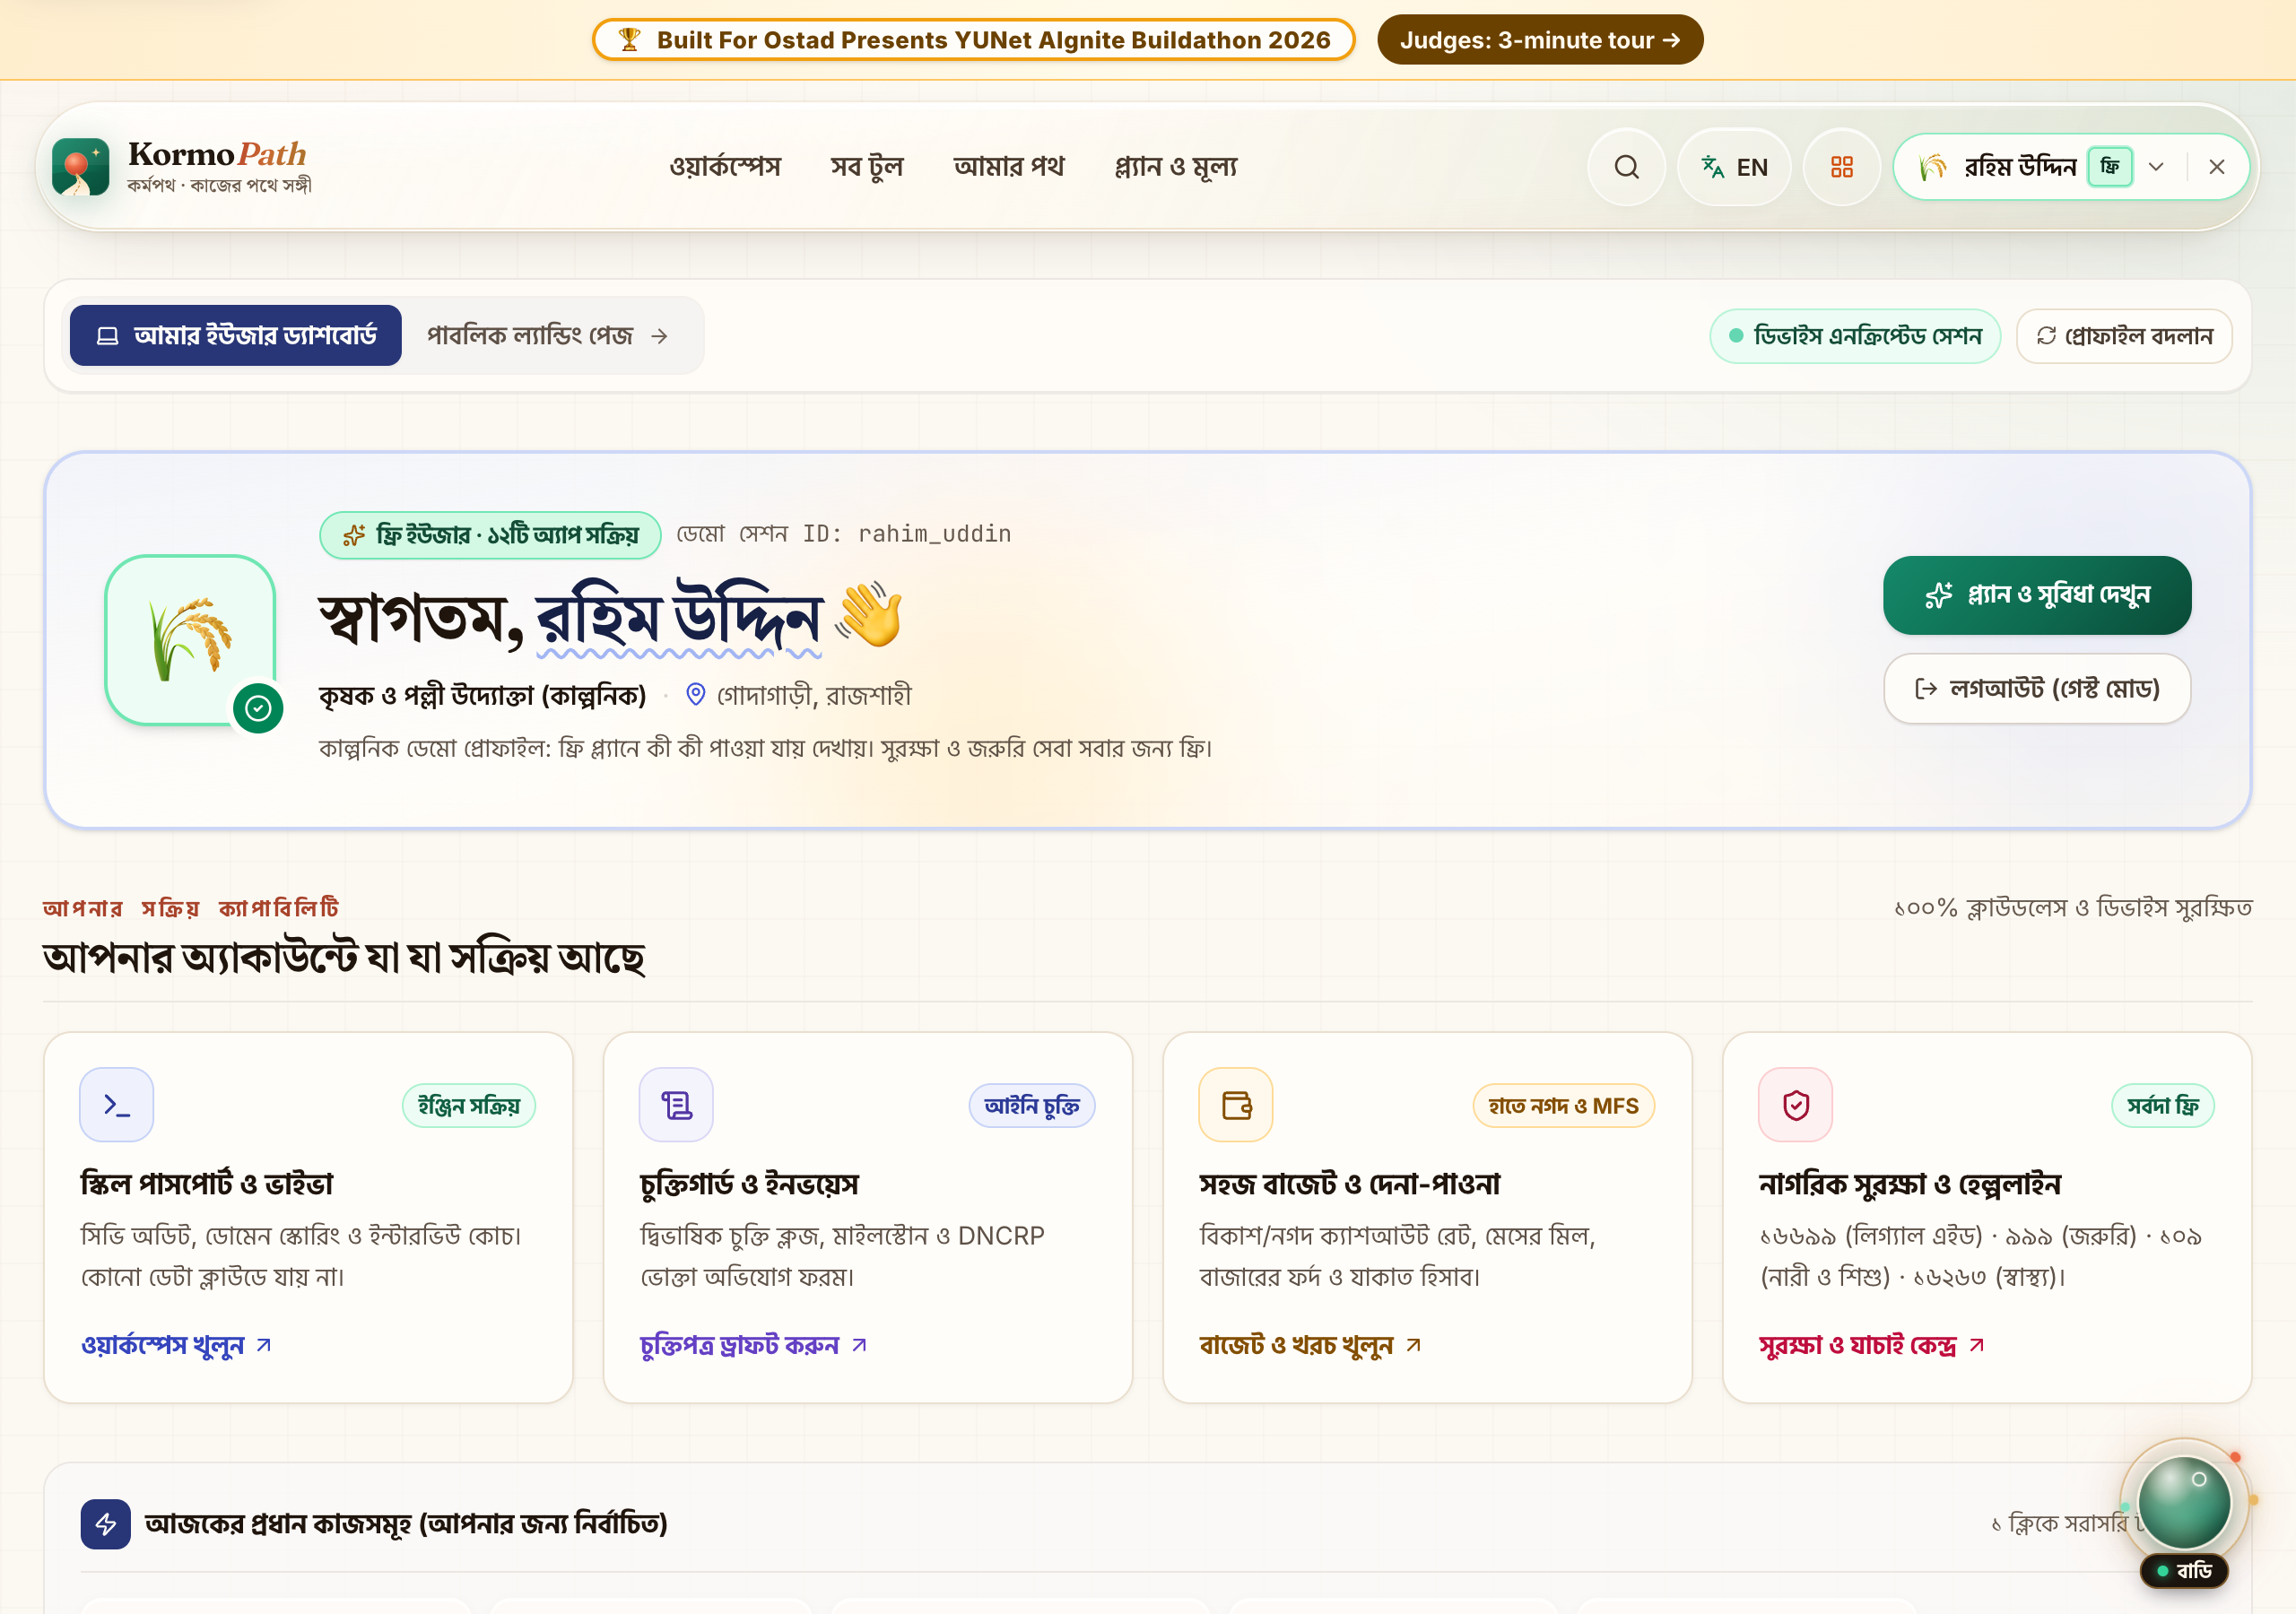 🏆 Built For Ostad Presents YUNet AIgnite Buildathon 2026
Judges: 3-minute tour →
KormoPath
কর্মপথ · কাজের পথে সঙ্গী
ওয়ার্কস্পেস
সব টুল
আমার পথ
প্ল্যান ও মূল্য
EN
রহিম উদ্দিন ফ্রি
আমার ইউজার ড্যাশবোর্ড
পাবলিক ল্যান্ডিং পেজ →
ডিভাইস এনক্রিপ্টেড সেশন
প্রোফাইল বদলান
ফ্রি ইউজার · ১২টি অ্যাপ সক্রিয়
ডেমো সেশন ID: rahim_uddin
স্বাগতম, রহিম উদ্দিন 👋
কৃষক ও পল্লী উদ্যোক্তা (কাল্পনিক) · গোদাগাড়ী, রাজশাহী
কাল্পনিক ডেমো প্রোফাইল: ফ্রি প্ল্যানে কী কী পাওয়া যায় দেখায়। সুরক্ষা ও জরুরি সেবা সবার জন্য ফ্রি।
প্ল্যান ও সুবিধা দেখুন
লগআউট (গেস্ট মোড)
আপনার সক্রিয় ক্যাপাবিলিটি
আপনার অ্যাকাউন্টে যা যা সক্রিয় আছে
১০০% ক্লাউডলেস ও ডিভাইস সুরক্ষিত
ইঞ্জিন সক্রিয়
স্কিল পাসপোর্ট ও ভাইভা
সিভি অডিট, ডোমেন স্কোরিং ও ইন্টারভিউ কোচ।
কোনো ডেটা ক্লাউডে যায় না।
ওয়ার্কস্পেস খুলুন ↗
আইনি চুক্তি
চুক্তিগার্ড ও ইনভয়েস
দ্বিভাষিক চুক্তি ক্লজ, মাইলস্টোন ও DNCRP
ভোক্তা অভিযোগ ফরম।
চুক্তিপত্র ড্রাফট করুন ↗
হাতে নগদ ও MFS
সহজ বাজেট ও দেনা-পাওনা
বিকাশ/নগদ ক্যাশআউট রেট, মেসের মিল,
বাজারের ফর্দ ও যাকাত হিসাব।
বাজেট ও খরচ খুলুন ↗
সর্বদা ফ্রি
নাগরিক সুরক্ষা ও হেল্পলাইন
১৬৬৯৯ (লিগ্যাল এইড) · ৯৯৯ (জরুরি) · ১০৯
(নারী ও শিশু) · ১৬২৬৩ (স্বাস্থ্য)।
সুরক্ষা ও যাচাই কেন্দ্র ↗
আজকের প্রধান কাজসমূহ (আপনার জন্য নির্বাচিত)
১ ক্লিকে সরাসরি
বাডি